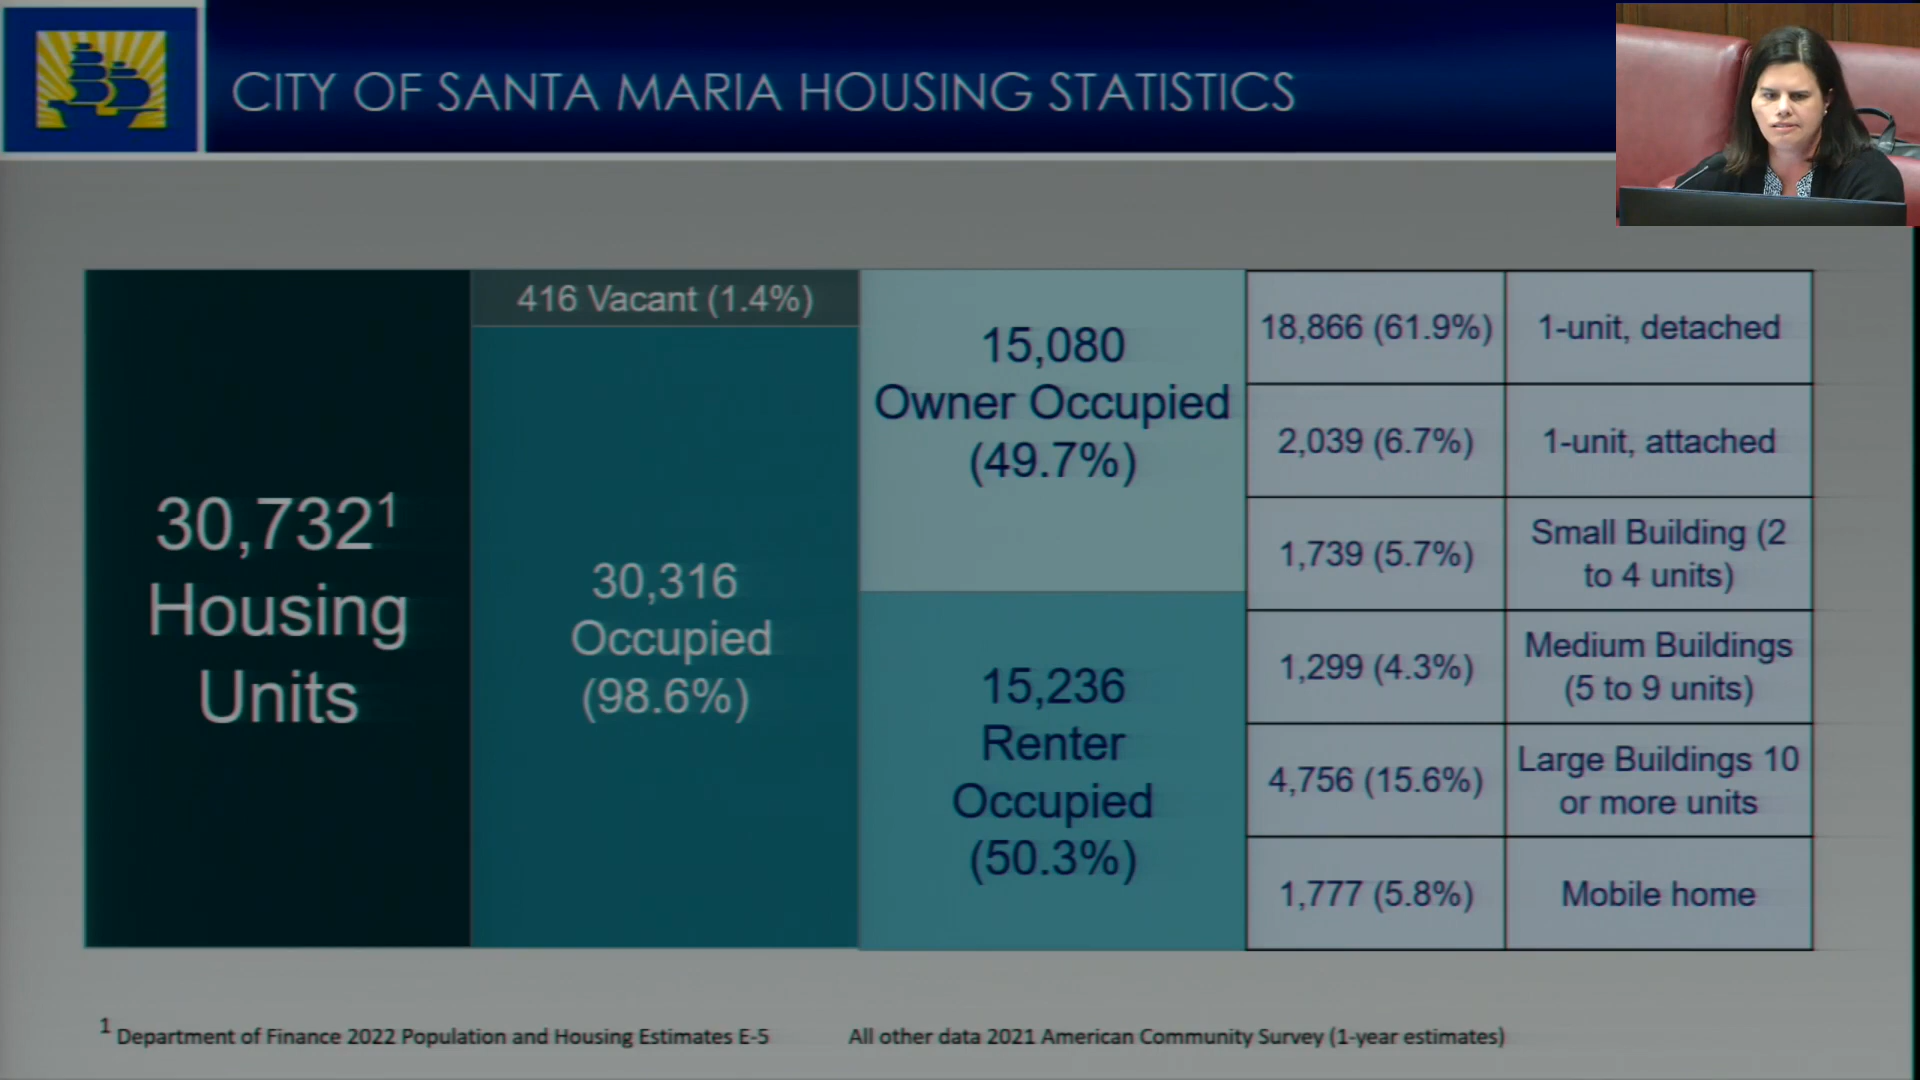 CITY OF SANTA MARIA HOUSING STATISTICS
30,732¹
Housing
Units
416 Vacant (1.4%)
30,316
Occupied
(98.6%)
15,080
Owner Occupied
(49.7%)
15,236
Renter
Occupied
(50.3%)
18,866 (61.9%)
1-unit, detached
2,039 (6.7%)
1-unit, attached
1,739 (5.7%)
Small Building (2
to 4 units)
1,299 (4.3%)
Medium Buildings
(5 to 9 units)
4,756 (15.6%)
Large Buildings 10
or more units
1,777 (5.8%)
Mobile home
¹ Department of Finance 2022 Population and Housing Estimates E-5
All other data 2021 American Community Survey (1-year estimates)